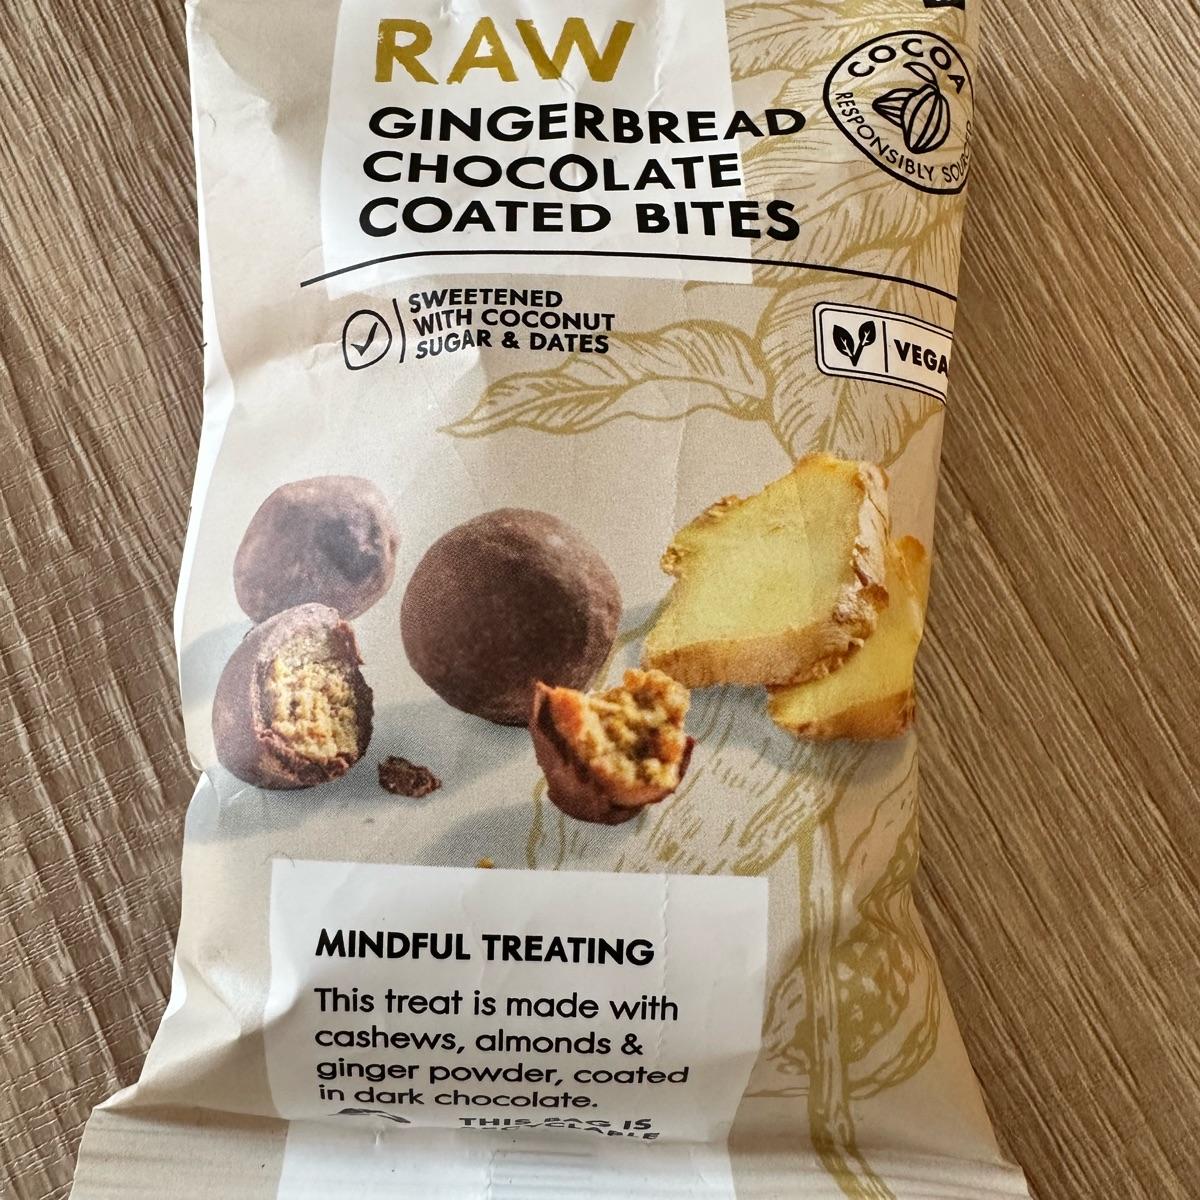 RAW
GINGERBREAD
CHOCOLATE
COATED BITES
COCOA
RESPONSIBLY
SWEETENED
WITH COCONUT
SUGAR & DATES
MINDFUL TREATING
This treat is made with
cashews, almonds &
ginger powder, coated
in dark chocolate.
THIS BAG IS
RECYCLABLE